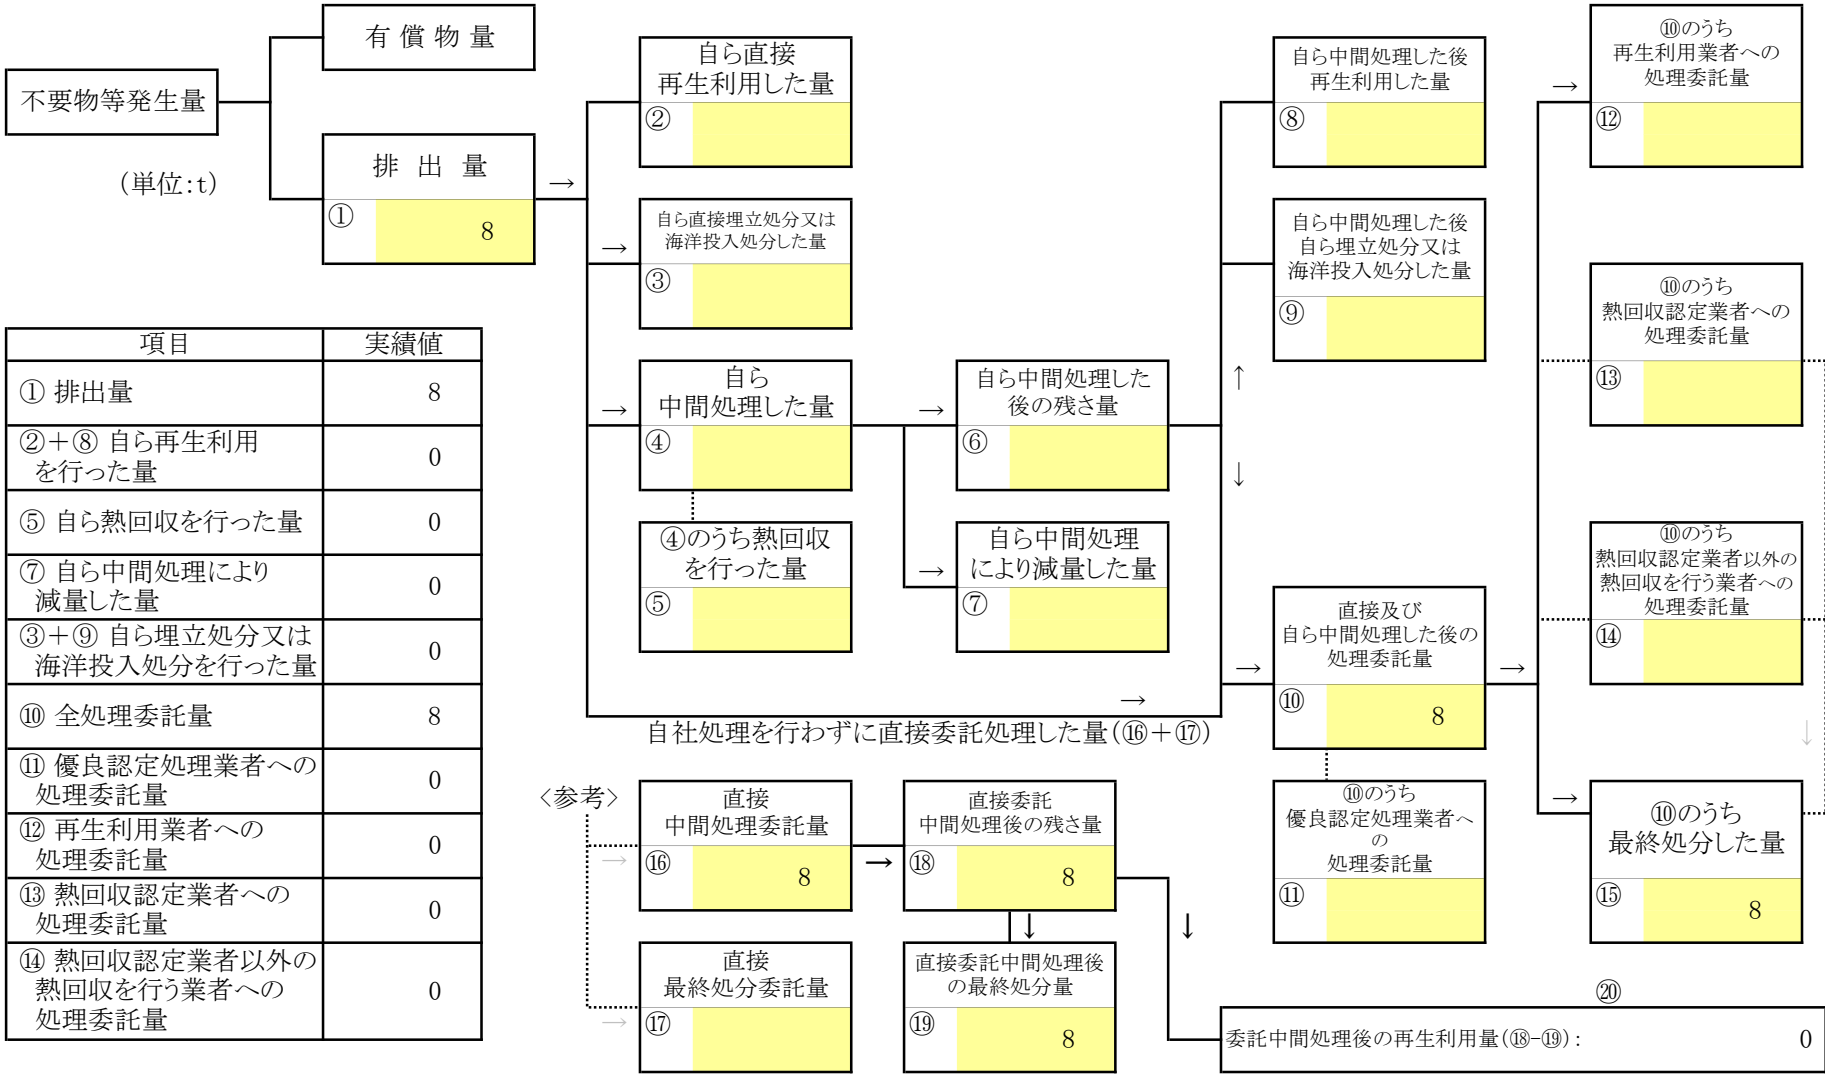 有 償 物 量
不要物等発生量
(単位:t)
排 出 量
→
①
8
自ら直接
再生利用した量
②
→
自ら直接埋立処分又は
海洋投入処分した量
③
→
自ら
中間処理した量
④
④のうち熱回収
を行った量
⑤
→
自ら中間処理した
後の残さ量
⑥
→
自ら中間処理
により減量した量
⑦
自ら中間処理した後
再生利用した量
⑧
自ら中間処理した後
自ら埋立処分又は
海洋投入処分した量
⑨
↑
↓
→
自社処理を行わずに直接委託処理した量(⑯+⑰)
→
直接及び
自ら中間処理した後の
処理委託量
⑩
8
→
⑩のうち
優良認定処理業者へ
の
処理委託量
⑪
→
⑩のうち
再生利用業者への
処理委託量
⑫
⑩のうち
熱回収認定業者への
処理委託量
⑬
⑩のうち
熱回収認定業者以外の
熱回収を行う業者への
処理委託量
⑭
↓
→
⑩のうち
最終処分した量
⑮
8
項目
実績値
① 排出量
8
②+⑧ 自ら再生利用
を行った量
0
⑤ 自ら熱回収を行った量
0
⑦ 自ら中間処理により
減量した量
0
③+⑨ 自ら埋立処分又は
海洋投入処分を行った量
0
⑩ 全処理委託量
8
⑪ 優良認定処理業者への
処理委託量
0
⑫ 再生利用業者への
処理委託量
0
⑬ 熱回収認定業者への
処理委託量
0
⑭ 熱回収認定業者以外の
熱回収を行う業者への
処理委託量
0
〈参考〉
→
直接
中間処理委託量
⑯
8
→
直接委託
中間処理後の残さ量
⑱
8
↓
↓
→
直接
最終処分委託量
⑰
直接委託中間処理後
の最終処分量
⑲
8
⑳
委託中間処理後の再生利用量(⑱-⑲):
0